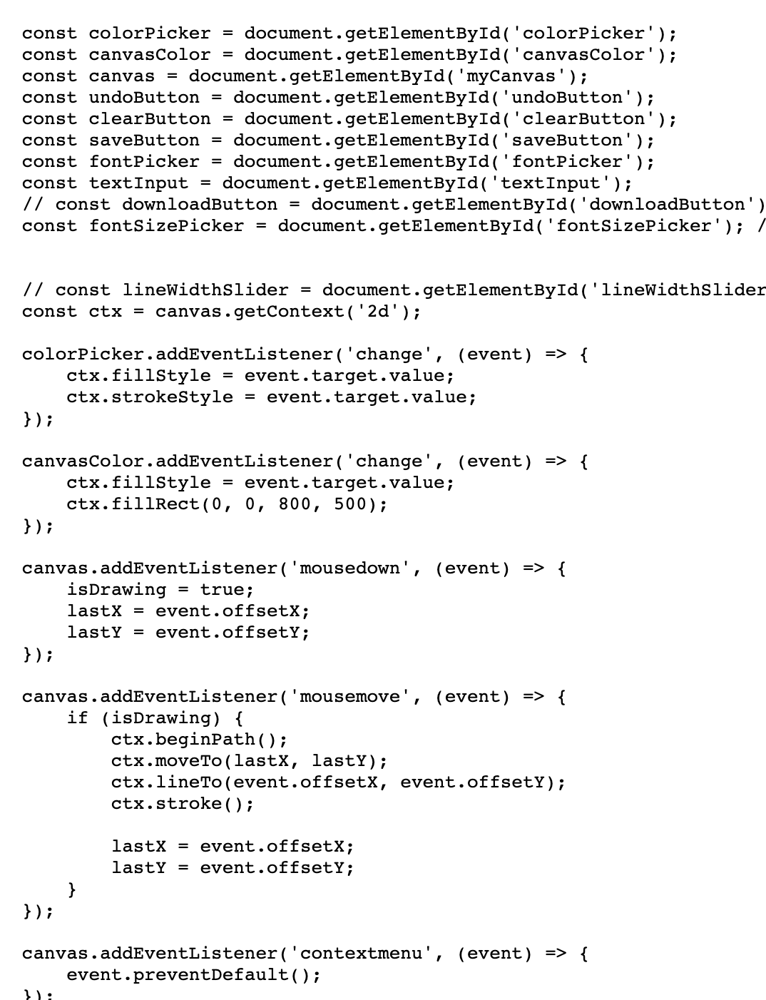 const colorPicker = document.getElementById('colorPicker');
const canvasColor = document.getElementById('canvasColor');
const canvas = document.getElementById('myCanvas');
const undoButton = document.getElementById('undoButton');
const clearButton = document.getElementById('clearButton');
const saveButton = document.getElementById('saveButton');
const fontPicker = document.getElementById('fontPicker');
const textInput = document.getElementById('textInput');
// const downloadButton = document.getElementById('downloadButton')
const fontSizePicker = document.getElementById('fontSizePicker'); /
// const lineWidthSlider = document.getElementById('lineWidthSlider
const ctx = canvas.getContext('2d');
colorPicker.addEventListener('change', (event) => {
    ctx.fillStyle = event.target.value;
    ctx.strokeStyle = event.target.value;
});
canvasColor.addEventListener('change', (event) => {
    ctx.fillStyle = event.target.value;
    ctx.fillRect(0, 0, 800, 500);
});
canvas.addEventListener('mousedown', (event) => {
    isDrawing = true;
    lastX = event.offsetX;
    lastY = event.offsetY;
});
canvas.addEventListener('mousemove', (event) => {
    if (isDrawing) {
        ctx.beginPath();
        ctx.moveTo(lastX, lastY);
        ctx.lineTo(event.offsetX, event.offsetY);
        ctx.stroke();
        lastX = event.offsetX;
        lastY = event.offsetY;
    }
});
canvas.addEventListener('contextmenu', (event) => {
    event.preventDefault();
});